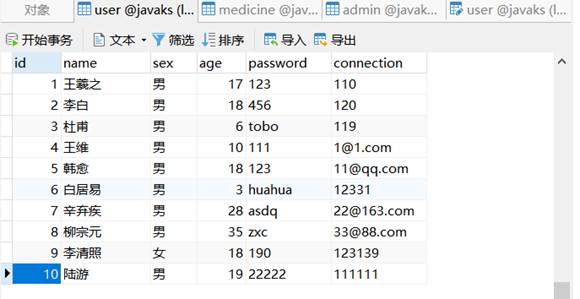 对象 user @javaks (l... medicine @jav... admin @javak... user @javaks (l...
开始事务 文本 筛选 排序 导入 导出
id name sex age password connection
1 王羲之 男 17 123 110
2 李白 男 18 456 120
3 杜甫 男 6 tobo 119
4 王维 男 10 111 1@1.com
5 韩愈 男 18 123 11@qq.com
6 白居易 男 3 huahua 12331
7 辛弃疾 男 28 asdq 22@163.com
8 柳宗元 男 35 zxc 33@88.com
9 李清照 女 18 190 123139
10 陆游 男 19 22222 111111